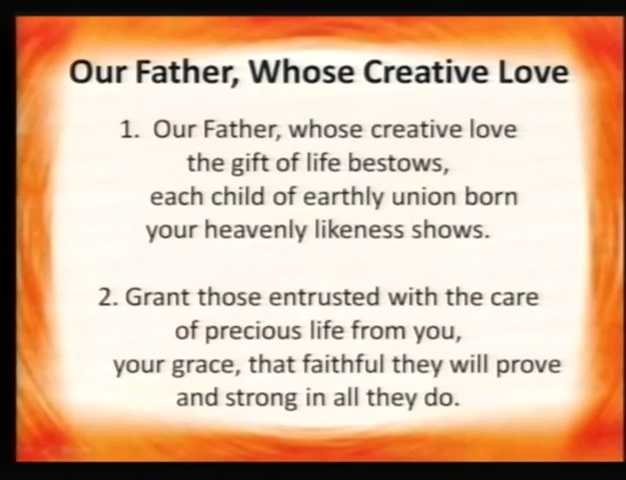 Our Father, Whose Creative Love
1. Our Father, whose creative love
the gift of life bestows,
each child of earthly union born
your heavenly likeness shows.
2. Grant those entrusted with the care
of precious life from you,
your grace, that faithful they will prove
and strong in all they do.